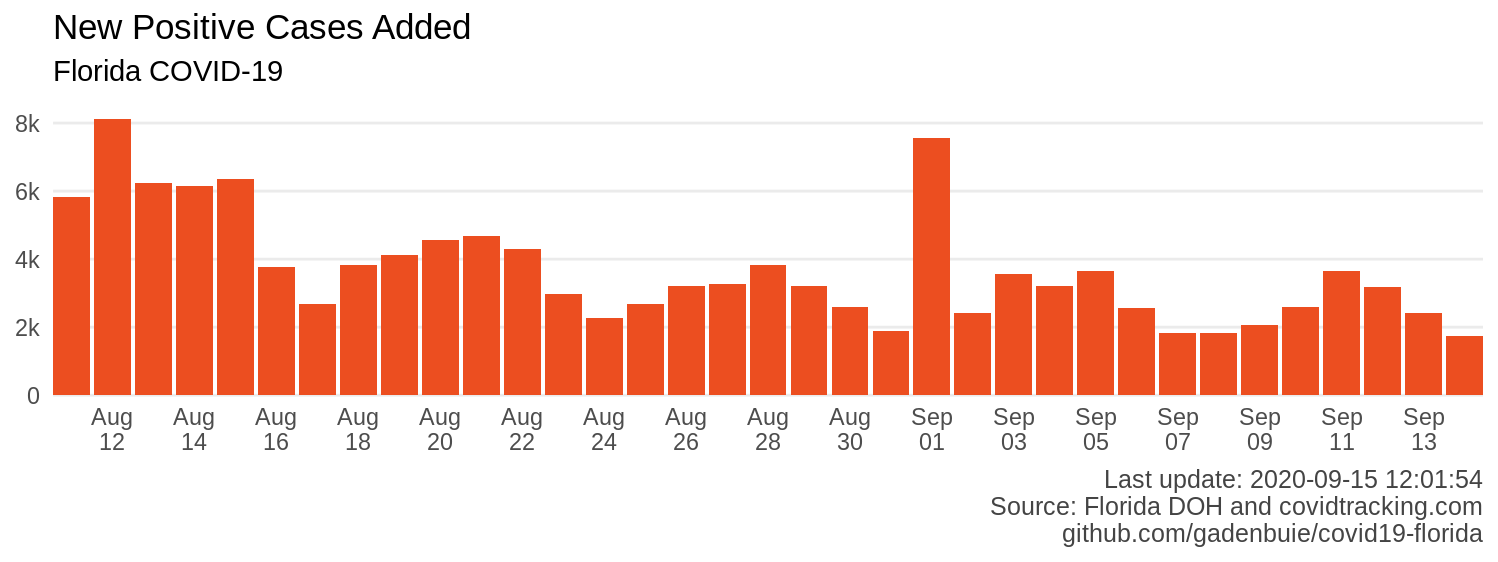 New Positive Cases Added
Florida COVID-19
8k
6k
4k
2k
0
Aug Aug Aug Aug Aug Aug Aug Aug Aug Aug Sep Sep Sep Sep Sep Sep Sep
12 14 16 18 20 22 24 26 28 30 01 03 05 07 09 11 13
Last update: 2020-09-15 12:01:54
Source: Florida DOH and covidtracking.com
github.com/gadenbuie/covid19-florida